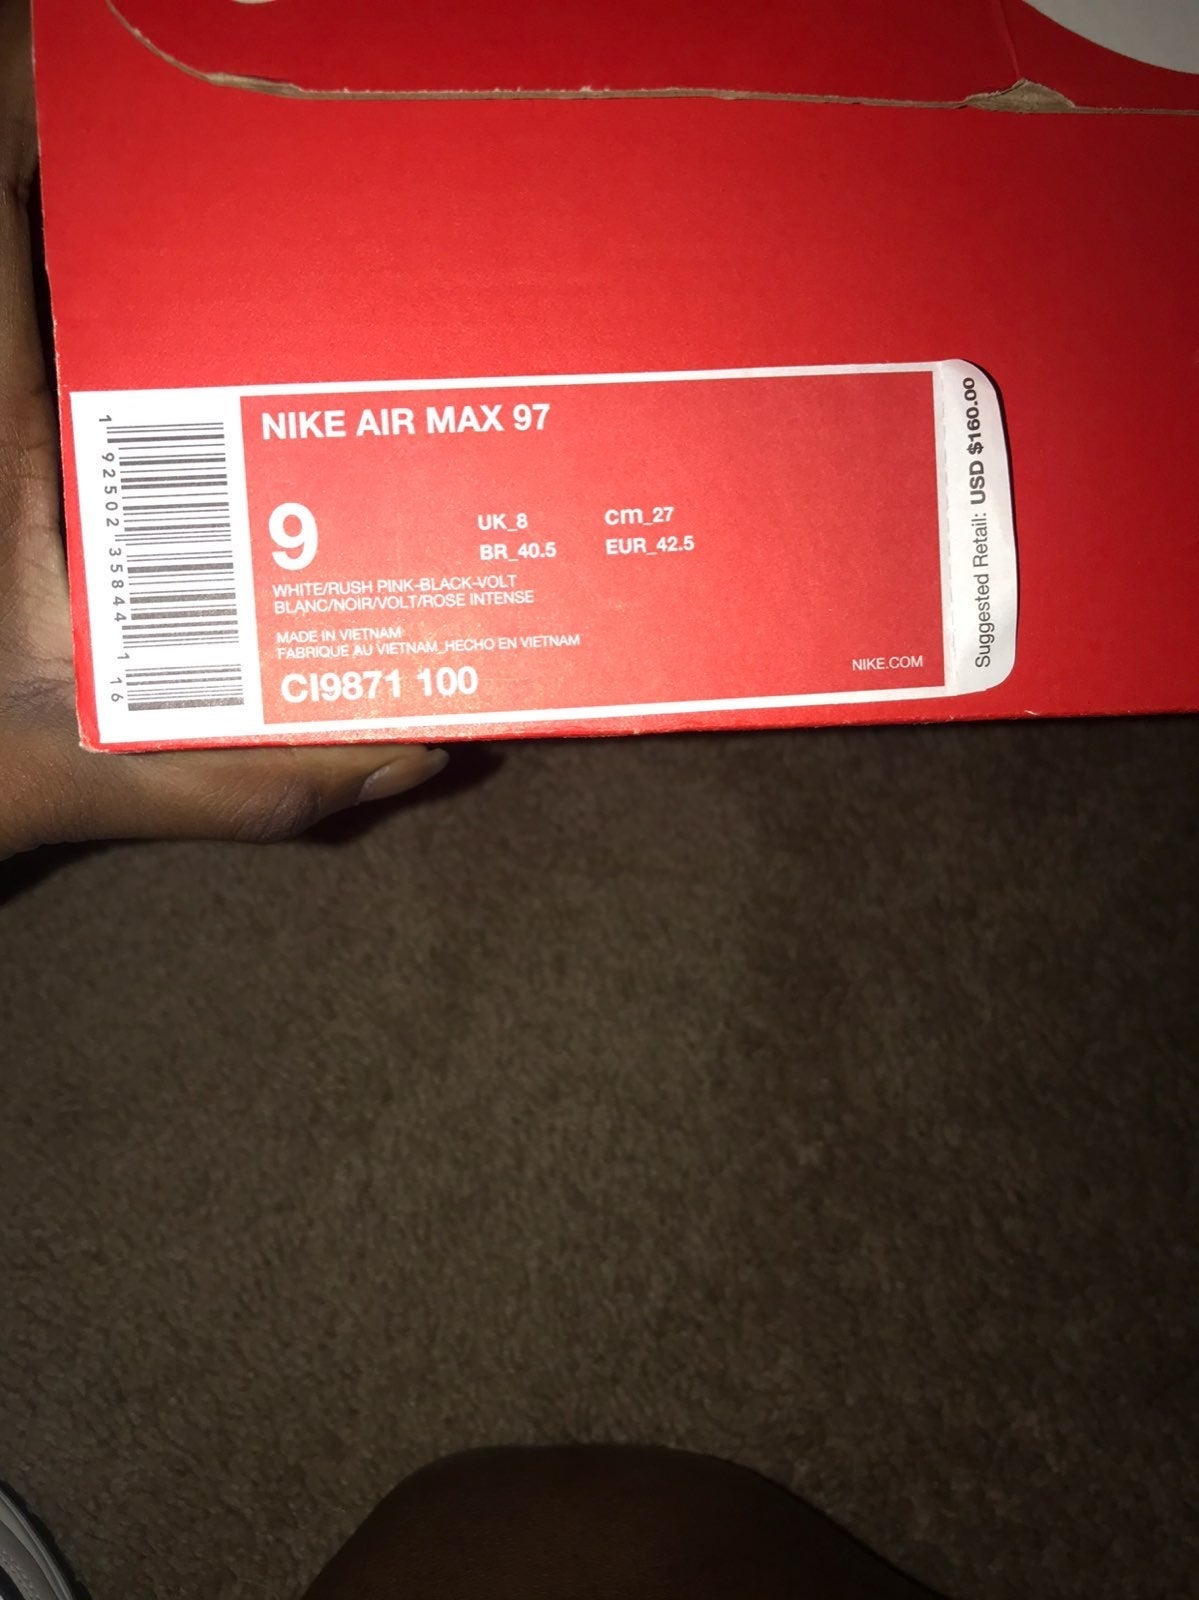 NIKE AIR MAX 97
9
UK_8 cm_27
BR_40.5 EUR_42.5
WHITE/RUSH PINK-BLACK-VOLT
BLANC/NOIR/VOLT/ROSE INTENSE
MADE IN VIETNAM
FABRIQUE AU VIETNAM_HECHO EN VIETNAM
CI9871 100
NIKE.COM
1 92502 35844 1 16
Suggested Retail: USD $160.00